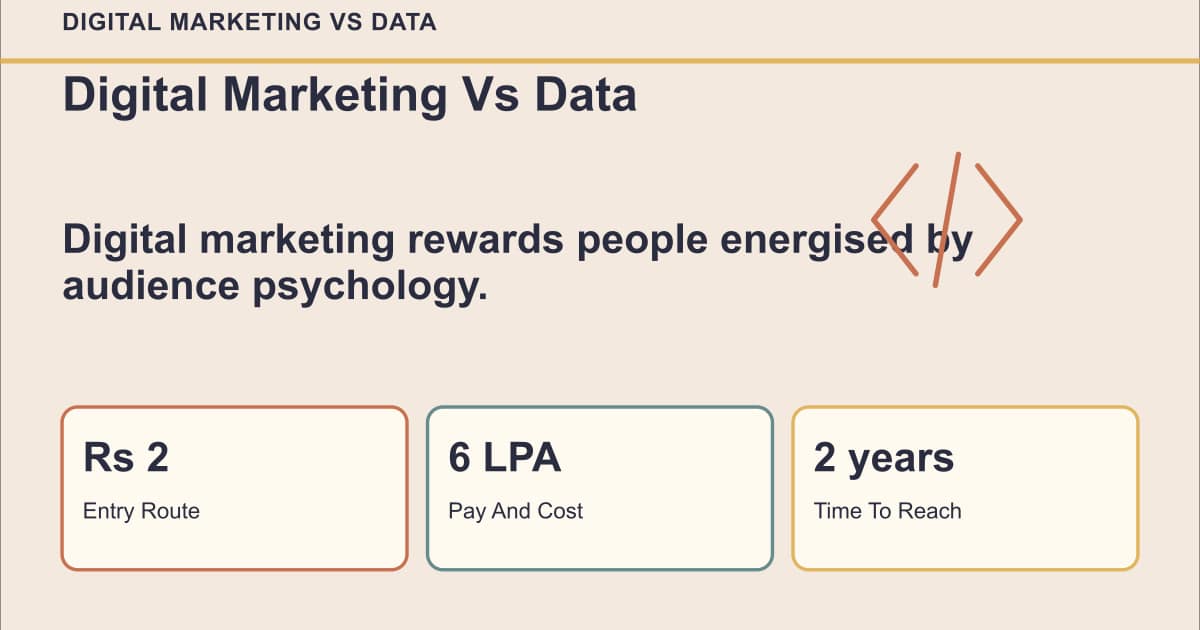 DIGITAL MARKETING VS DATA
Digital Marketing Vs Data
Digital marketing rewards people energised by
audience psychology.
Rs 2
Entry Route
6 LPA
Pay And Cost
2 years
Time To Reach